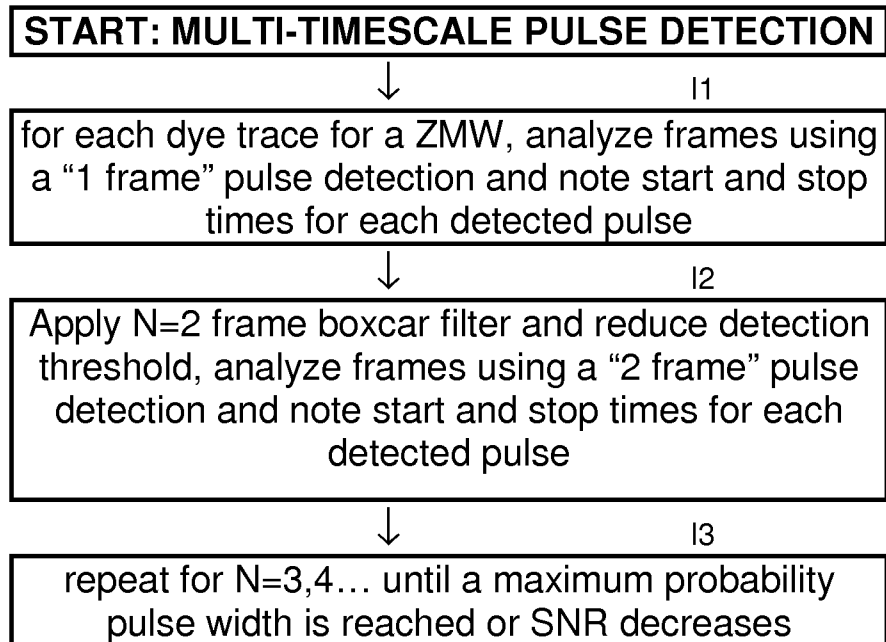 START: MULTI-TIMESCALE PULSE DETECTION
↓ I1
for each dye trace for a ZMW, analyze frames using
a “1 frame” pulse detection and note start and stop
times for each detected pulse
↓ I2
Apply N=2 frame boxcar filter and reduce detection
threshold, analyze frames using a “2 frame” pulse
detection and note start and stop times for each
detected pulse
↓ I3
repeat for N=3,4... until a maximum probability
pulse width is reached or SNR decreases